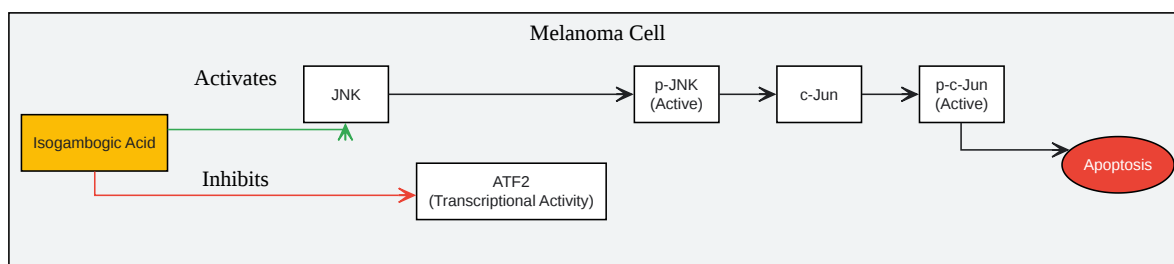 Melanoma Cell
Activates
JNK
p-JNK
(Active)
c-Jun
p-c-Jun
(Active)
Isogambogic Acid
Apoptosis
Inhibits
ATF2
(Transcriptional Activity)